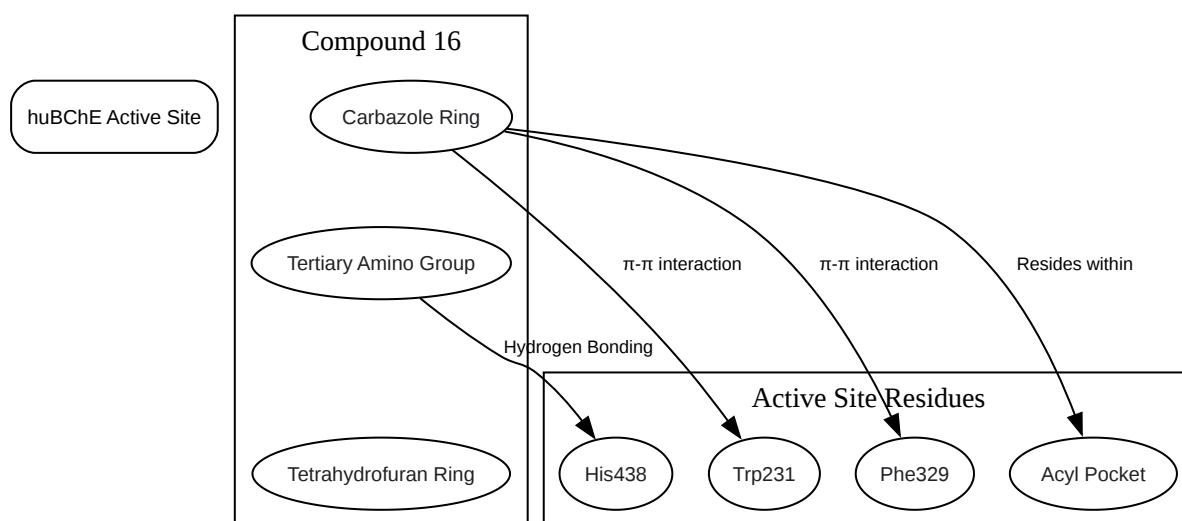 Compound 16
huBChE Active Site
Carbazole Ring
Tertiary Amino Group
π-π interaction
π-π interaction
Resides within
Hydrogen Bonding
Active Site Residues
Tetrahydrofuran Ring
His438
Trp231
Phe329
Acyl Pocket